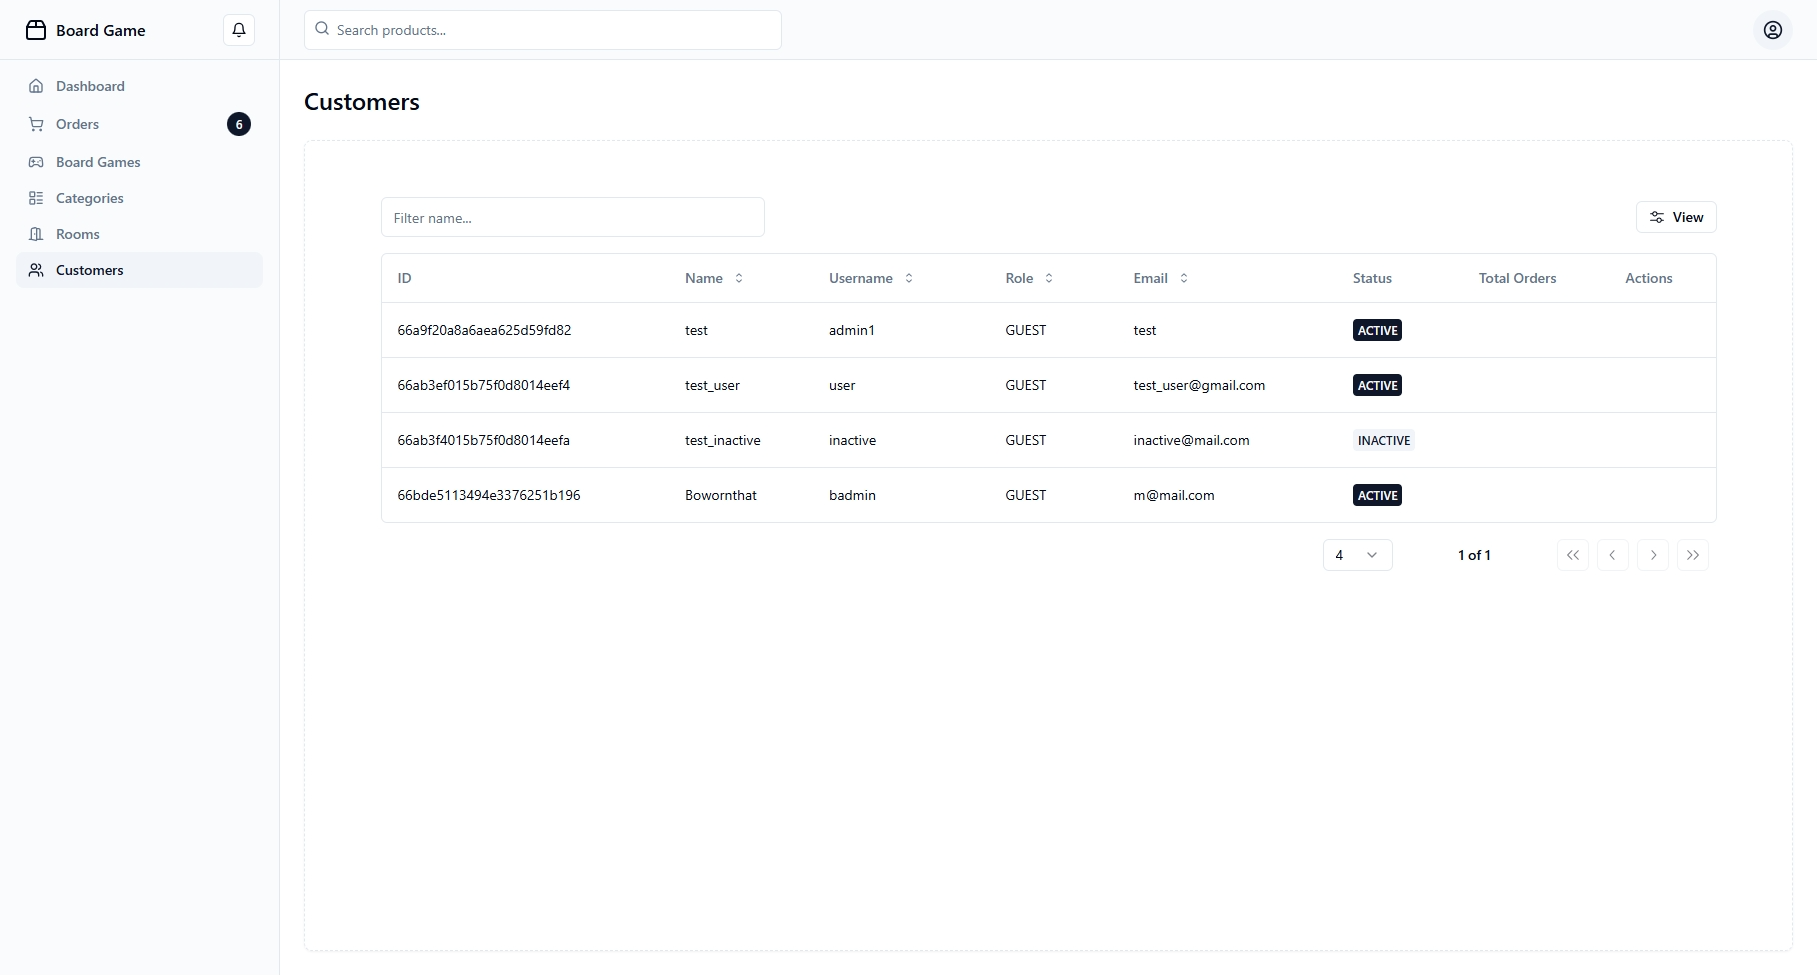 Board Game
Search products...
Dashboard
Orders 6
Board Games
Categories
Rooms
Customers
Customers
Filter name...
View
ID Name Username Role Email Status Total Orders Actions
66a9f20a8a6aea625d59fd82 test admin1 GUEST test ACTIVE
66ab3ef015b75f0d8014eef4 test_user user GUEST test_user@gmail.com ACTIVE
66ab3f4015b75f0d8014eefa test_inactive inactive GUEST inactive@mail.com INACTIVE
66bde5113494e3376251b196 Bowornthat badmin GUEST m@mail.com ACTIVE
4 1 of 1